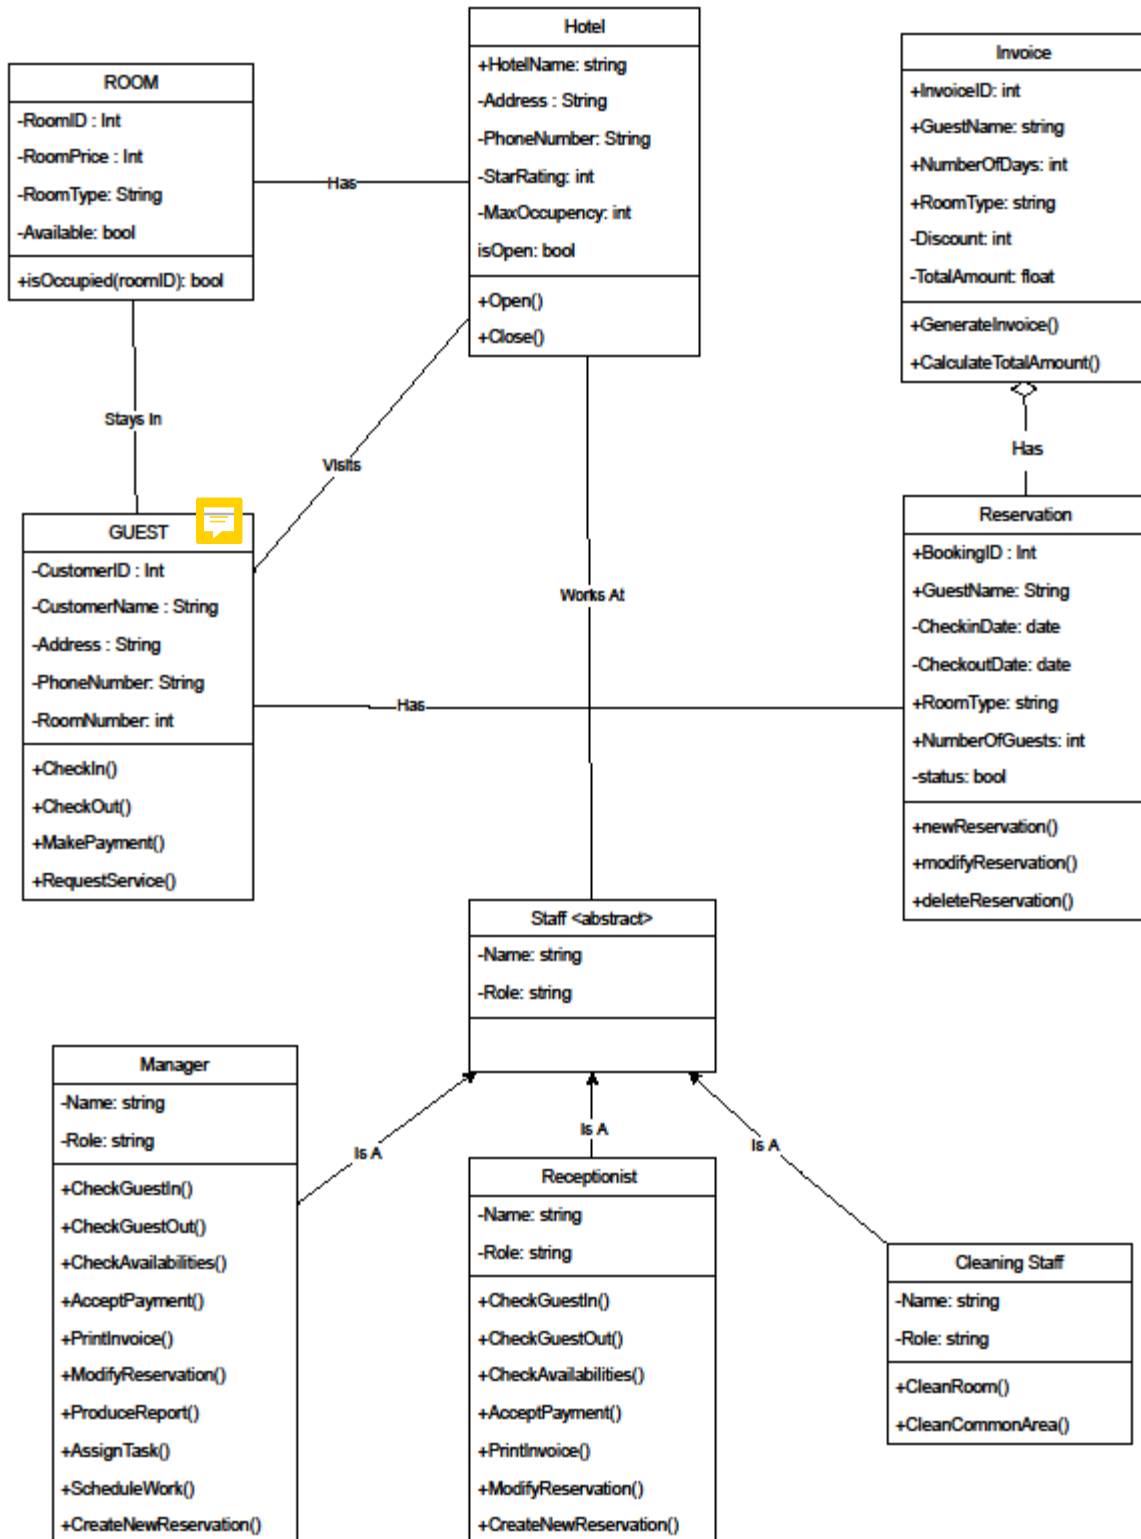 Hotel
+HotelName: string
-Address : String
-PhoneNumber: String
-StarRating: int
-MaxOccupency: int
isOpen: bool
+Open()
+Close()
Invoice
+InvoiceID: int
+GuestName: string
+NumberOfDays: int
+RoomType: string
-Discount: int
-TotalAmount: float
+GenerateInvoice()
+CalculateTotalAmount()
ROOM
-RoomID : Int
-RoomPrice : Int
-RoomType: String
-Available: bool
+isOccupied(roomID): bool
Has
Stays In
Visits
Has
Works At
GUEST
-CustomerID : Int
-CustomerName : String
-Address : String
-PhoneNumber: String
-RoomNumber: int
+CheckIn()
+CheckOut()
+MakePayment()
+RequestService()
Has
Reservation
+BookingID : Int
+GuestName: String
-CheckinDate: date
-CheckoutDate: date
+RoomType: string
+NumberOfGuests: int
-status: bool
+newReservation()
+modifyReservation()
+deleteReservation()
Staff <abstract>
-Name: string
-Role: string
Is A
Is A
Is A
Manager
-Name: string
-Role: string
+CheckGuestIn()
+CheckGuestOut()
+CheckAvailabilities()
+AcceptPayment()
+PrintInvoice()
+ModifyReservation()
+ProduceReport()
+AssignTask()
+ScheduleWork()
+CreateNewReservation()
Receptionist
-Name: string
-Role: string
+CheckGuestIn()
+CheckGuestOut()
+CheckAvailabilities()
+AcceptPayment()
+PrintInvoice()
+ModifyReservation()
+CreateNewReservation()
Cleaning Staff
-Name: string
-Role: string
+CleanRoom()
+CleanCommonArea()